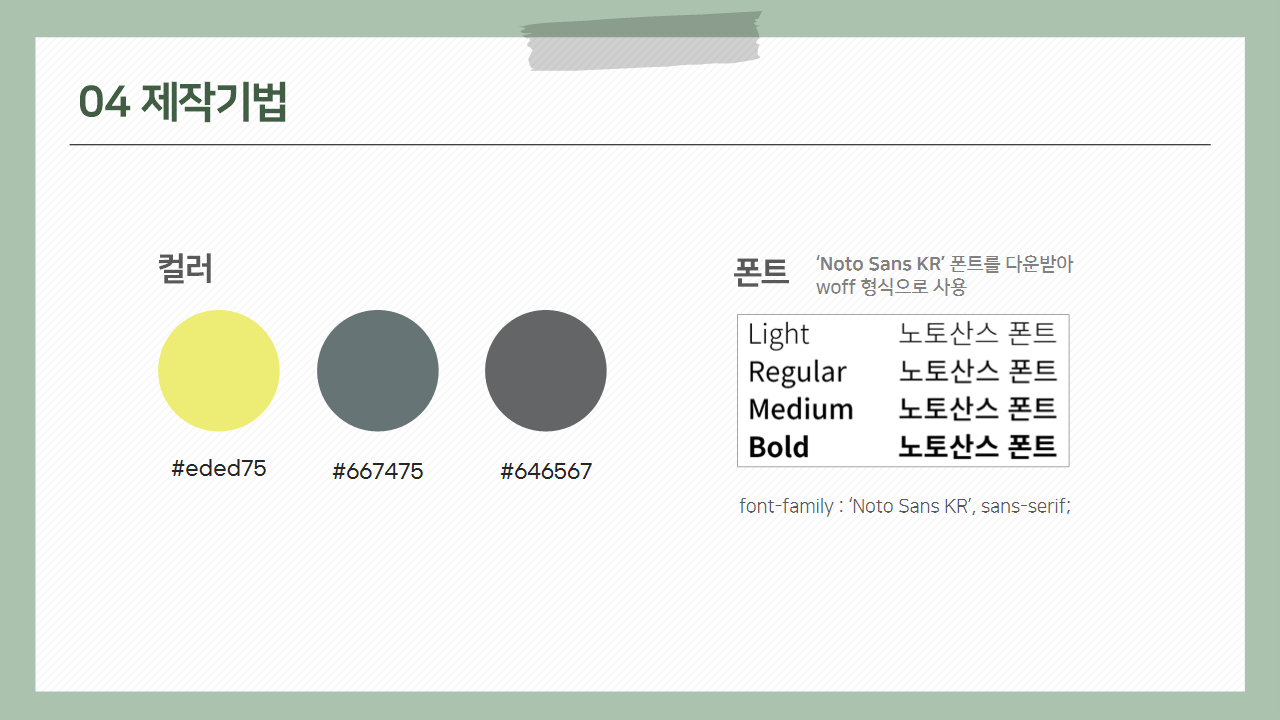 04 제작기법
컬러
#eded75
#667475
#646567
폰트
‘Noto Sans KR’ 폰트를 다운받아
woff 형식으로 사용
Light 노토산스 폰트
Regular 노토산스 폰트
Medium 노토산스 폰트
Bold 노토산스 폰트
font-family : ‘Noto Sans KR’, sans-serif;